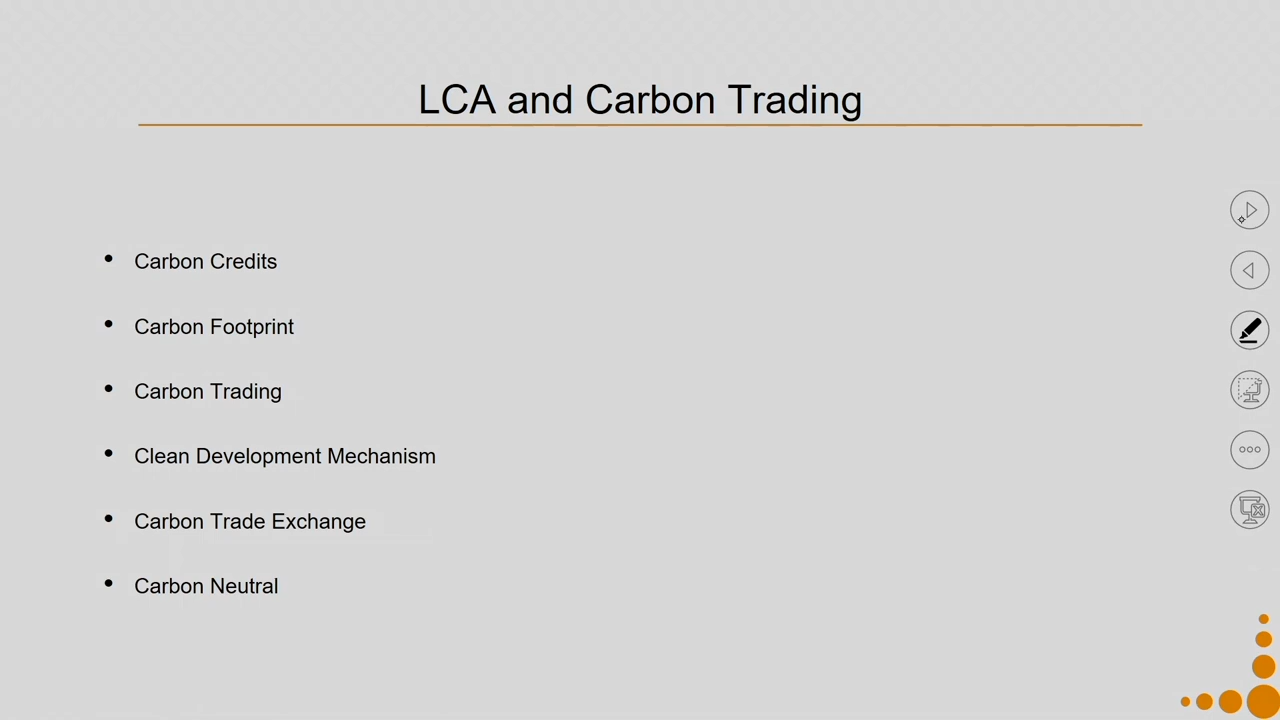 LCA and Carbon Trading
• Carbon Credits
• Carbon Footprint
• Carbon Trading
• Clean Development Mechanism
• Carbon Trade Exchange
• Carbon Neutral